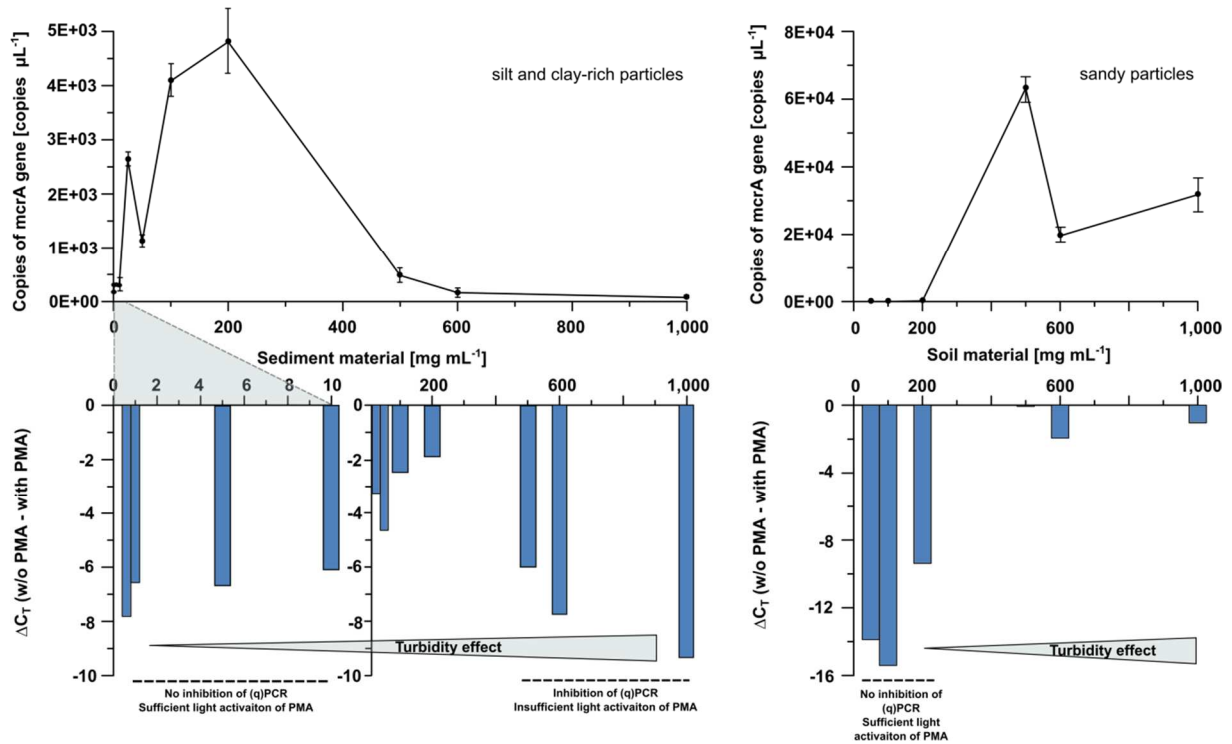 Copies of mcrA gene [copies µL⁻¹]
5E+03
4E+03
3E+03
2E+03
1E+03
0E+00
silt and clay-rich particles
0 200 400 600 800 1,000
Sediment material [mg mL⁻¹]
Copies of mcrA gene [copies µL⁻¹]
8E+04
6E+04
4E+04
2E+04
0E+00
sandy particles
0 200 600 1,000
Soil material [mg mL⁻¹]
0 2 4 6 8 10 200 600 1,000
ΔCT (w/o PMA - with PMA)
0
-2
-4
-6
-8
-10
0
-2
-4
-6
-8
-10
Turbidity effect
No inhibition of (q)PCR
Sufficient light activaiton of PMA
Inhibition of (q)PCR
Insufficient light activaiton of PMA
0 200 600 1,000
ΔCT (w/o PMA - with PMA)
0
-4
-8
-12
-16
Turbidity effect
No inhibition of
(q)PCR
Sufficient light
activaiton of PMA